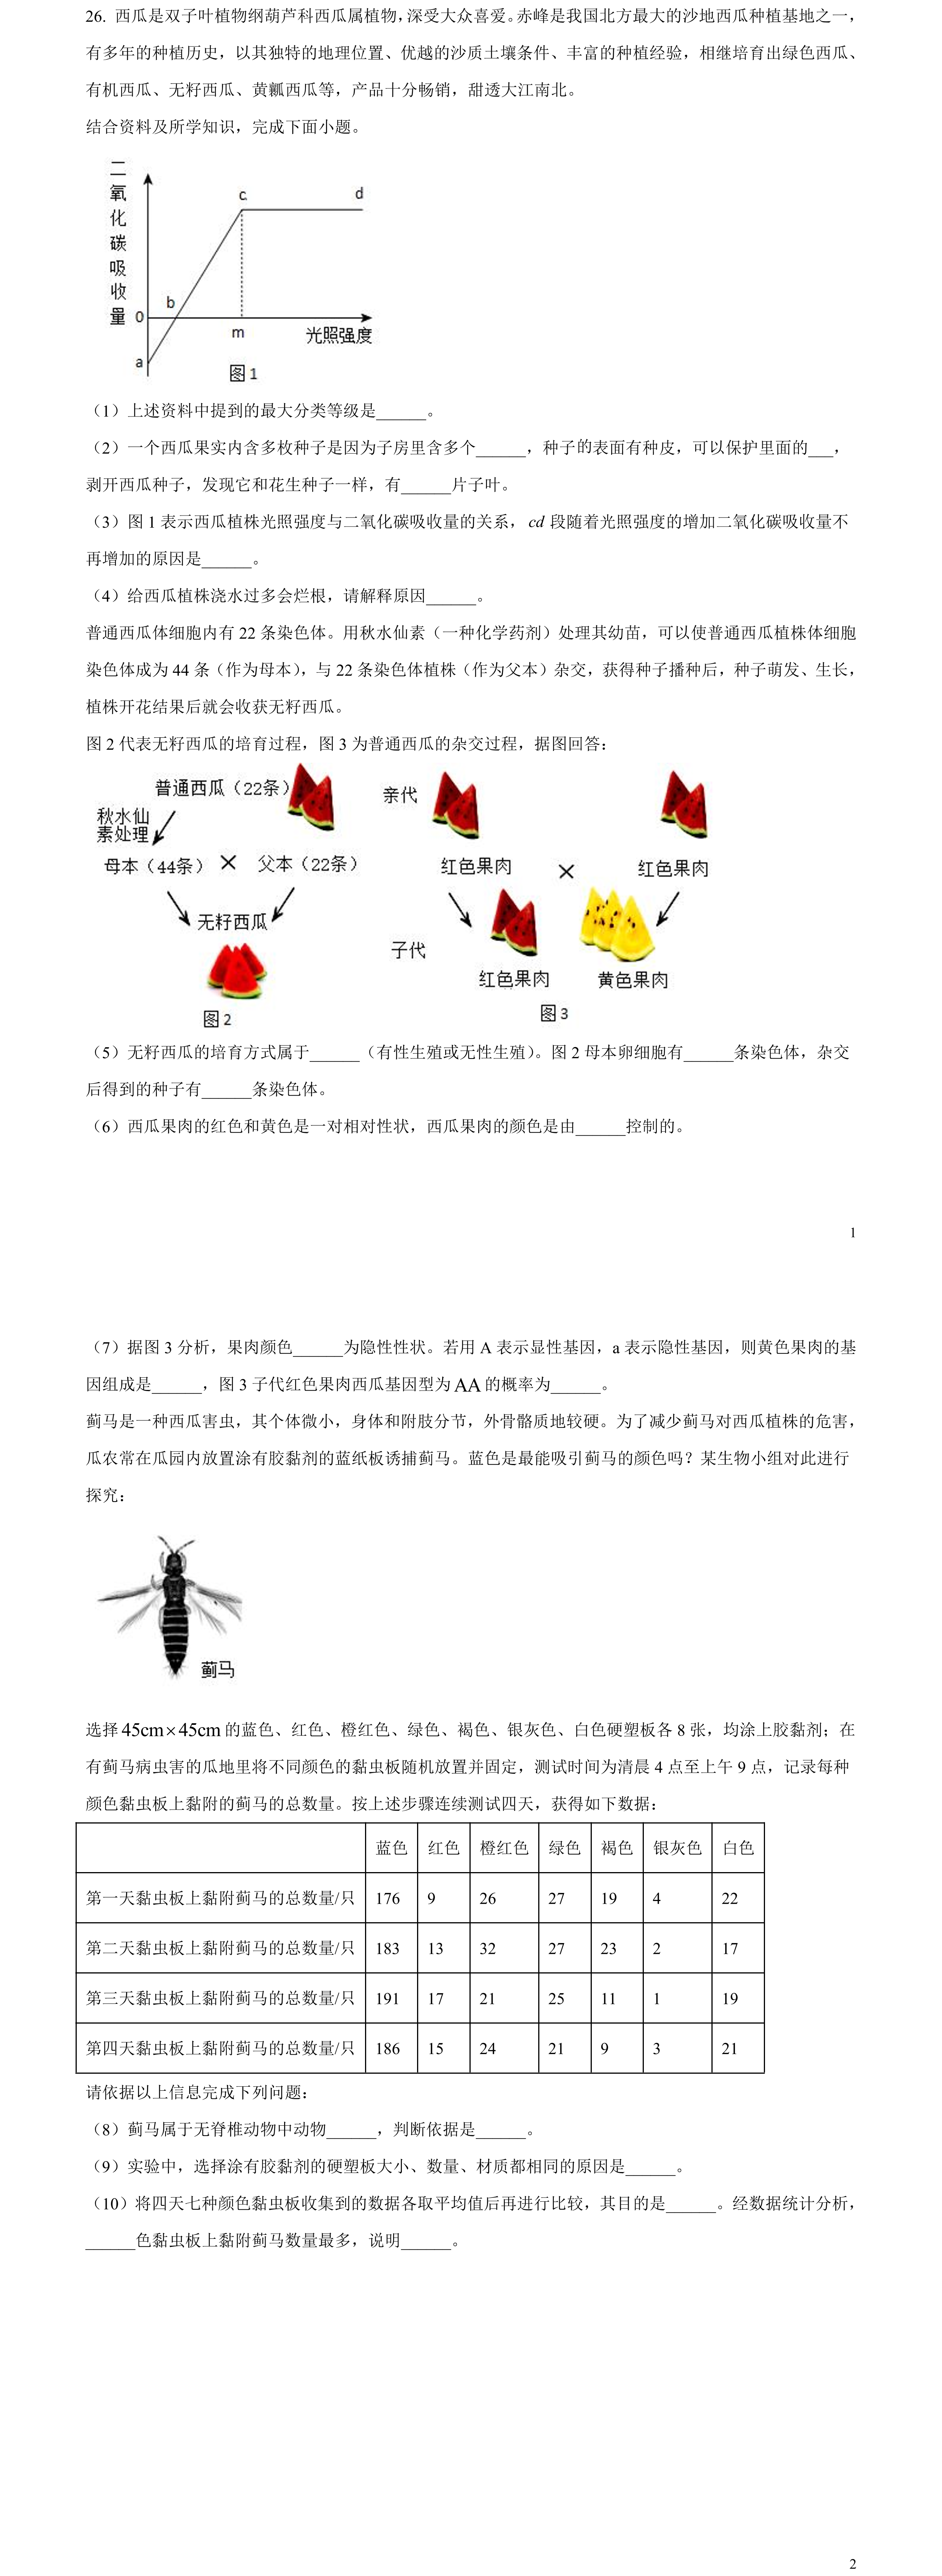 26. 西瓜是双子叶植物纲葫芦科西瓜属植物，深受大众喜爱。赤峰是我国北方最大的沙地西瓜种植基地之一，
有多年的种植历史，以其独特的地理位置、优越的沙质土壤条件、丰富的种植经验，相继培育出绿色西瓜、
有机西瓜、无籽西瓜、黄瓤西瓜等，产品十分畅销，甜透大江南北。
结合资料及所学知识，完成下面小题。
二氧化碳吸收量
c
d
b
0
m
光照强度
a
图1
（1）上述资料中提到的最大分类等级是______。
（2）一个西瓜果实内含多枚种子是因为子房里含多个______，种子的表面有种皮，可以保护里面的___，
剥开西瓜种子，发现它和花生种子一样，有______片子叶。
（3）图 1 表示西瓜植株光照强度与二氧化碳吸收量的关系，cd 段随着光照强度的增加二氧化碳吸收量不
再增加的原因是______。
（4）给西瓜植株浇水过多会烂根，请解释原因______。
普通西瓜体细胞内有 22 条染色体。用秋水仙素（一种化学药剂）处理其幼苗，可以使普通西瓜植株体细胞
染色体成为 44 条（作为母本），与 22 条染色体植株（作为父本）杂交，获得种子播种后，种子萌发、生长，
植株开花结果后就会收获无籽西瓜。
图 2 代表无籽西瓜的培育过程，图 3 为普通西瓜的杂交过程，据图回答：
普通西瓜（22条）
秋水仙
素处理
母本（44条） × 父本（22条）
无籽西瓜
图2
亲代
红色果肉 × 红色果肉
子代
红色果肉 黄色果肉
图3
（5）无籽西瓜的培育方式属于______（有性生殖或无性生殖）。图 2 母本卵细胞有______条染色体，杂交
后得到的种子有______条染色体。
（6）西瓜果肉的红色和黄色是一对相对性状，西瓜果肉的颜色是由______控制的。
1
（7）据图 3 分析，果肉颜色______为隐性性状。若用 A 表示显性基因，a 表示隐性基因，则黄色果肉的基
因组成是______，图 3 子代红色果肉西瓜基因型为 AA 的概率为______。
蓟马是一种西瓜害虫，其个体微小，身体和附肢分节，外骨骼质地较硬。为了减少蓟马对西瓜植株的危害，
瓜农常在瓜园内放置涂有胶黏剂的蓝纸板诱捕蓟马。蓝色是最能吸引蓟马的颜色吗？某生物小组对此进行
探究：
蓟马
选择 45cm×45cm 的蓝色、红色、橙红色、绿色、褐色、银灰色、白色硬塑板各 8 张，均涂上胶黏剂；在
有蓟马病虫害的瓜地里将不同颜色的黏虫板随机放置并固定，测试时间为清晨 4 点至上午 9 点，记录每种
颜色黏虫板上黏附的蓟马的总数量。按上述步骤连续测试四天，获得如下数据：
蓝色 红色 橙红色 绿色 褐色 银灰色 白色
第一天黏虫板上黏附蓟马的总数量/只 176 9 26 27 19 4 22
第二天黏虫板上黏附蓟马的总数量/只 183 13 32 27 23 2 17
第三天黏虫板上黏附蓟马的总数量/只 191 17 21 25 11 1 19
第四天黏虫板上黏附蓟马的总数量/只 186 15 24 21 9 3 21
请依据以上信息完成下列问题：
（8）蓟马属于无脊椎动物中动物______，判断依据是______。
（9）实验中，选择涂有胶黏剂的硬塑板大小、数量、材质都相同的原因是______。
（10）将四天七种颜色黏虫板收集到的数据各取平均值后再进行比较，其目的是______。经数据统计分析，
______色黏虫板上黏附蓟马数量最多，说明______。
2